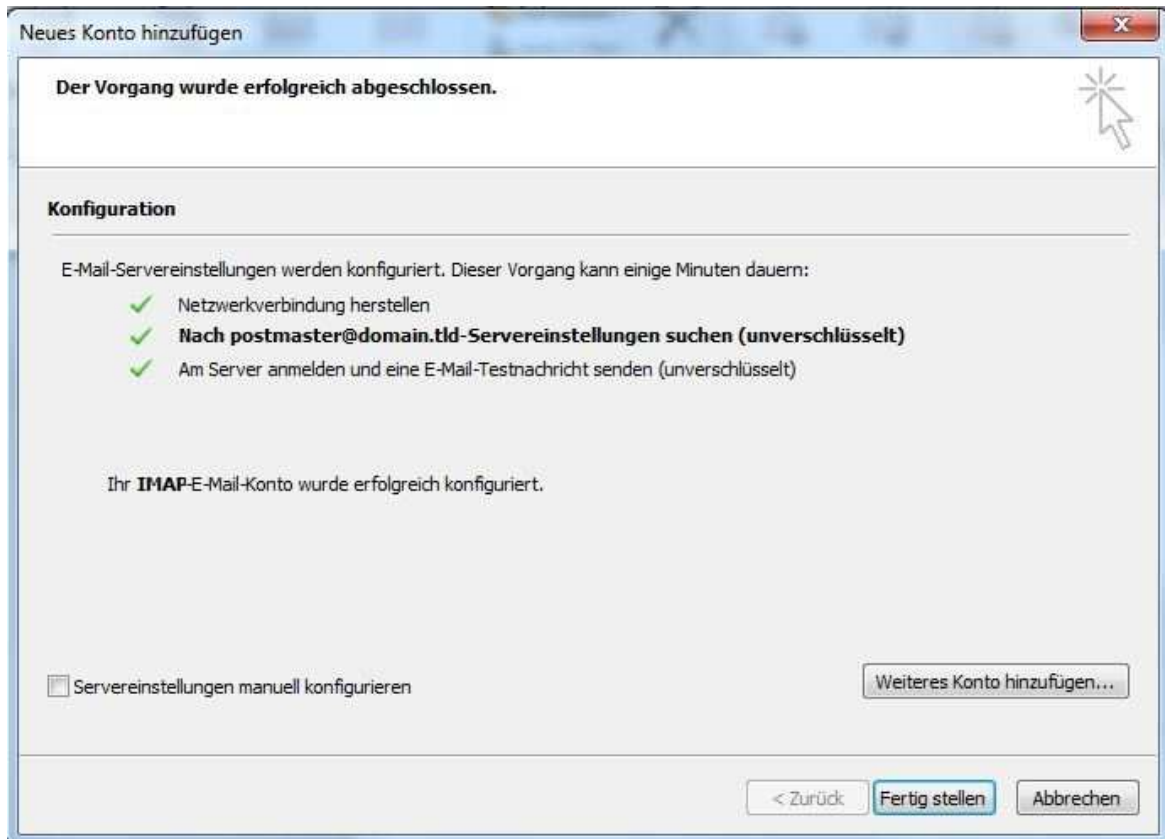 Neues Konto hinzufügen
Der Vorgang wurde erfolgreich abgeschlossen.
Konfiguration
E-Mail-Servereinstellungen werden konfiguriert. Dieser Vorgang kann einige Minuten dauern:
Netzwerkverbindung herstellen
Nach postmaster@domain.tld-Servereinstellungen suchen (unverschlüsselt)
Am Server anmelden und eine E-Mail-Testnachricht senden (unverschlüsselt)
Ihr IMAP-E-Mail-Konto wurde erfolgreich konfiguriert.
Servereinstellungen manuell konfigurieren
Weiteres Konto hinzufügen...
< Zurück
Fertig stellen
Abbrechen